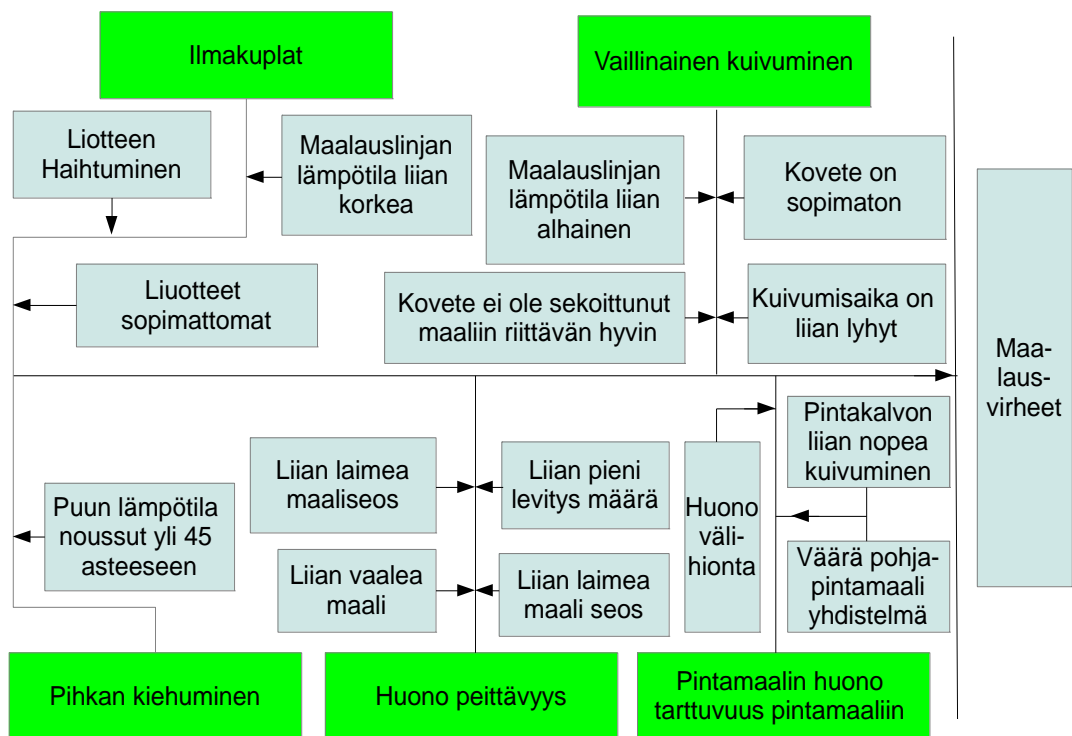 Ilmakuplat
Vaillinainen kuivuminen
Liotteen
Haihtuminen
Maalauslinjan
lämpötila liian
korkea
Maalauslinjan
lämpötila liian
alhainen
Kovete on
sopimaton
Liuotteet
sopimattomat
Kovete ei ole sekoittunut
maaliin riittävän hyvin
Kuivumisaika on
liian lyhyt
Maa-
laus-
virheet
Puun lämpötila
noussut yli 45
asteeseen
Liian laimea
maaliseos
Liian pieni
levitys määrä
Liian vaalea
maali
Liian laimea
maali seos
Huono
väli-
hionta
Pintakalvon
liian nopea
kuivuminen
Väärä pohja-
pintamaali
yhdistelmä
Pihkan kiehuminen
Huono peittävyys
Pintamaalin huono
tarttuvuus pintamaaliin